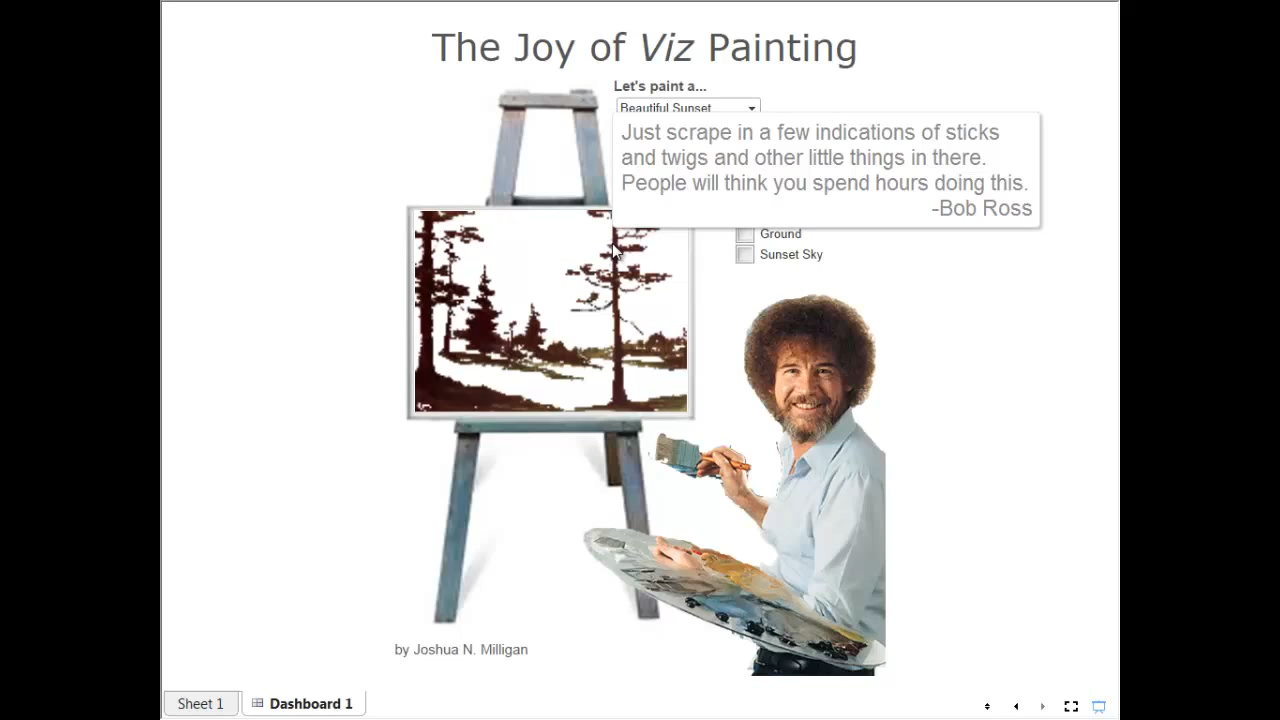 The Joy of Viz Painting
Let's paint a...
Beautiful Sunset
Just scrape in a few indications of sticks
and twigs and other little things in there.
People will think you spend hours doing this.
-Bob Ross
Ground
Sunset Sky
by Joshua N. Milligan
Sheet 1
Dashboard 1